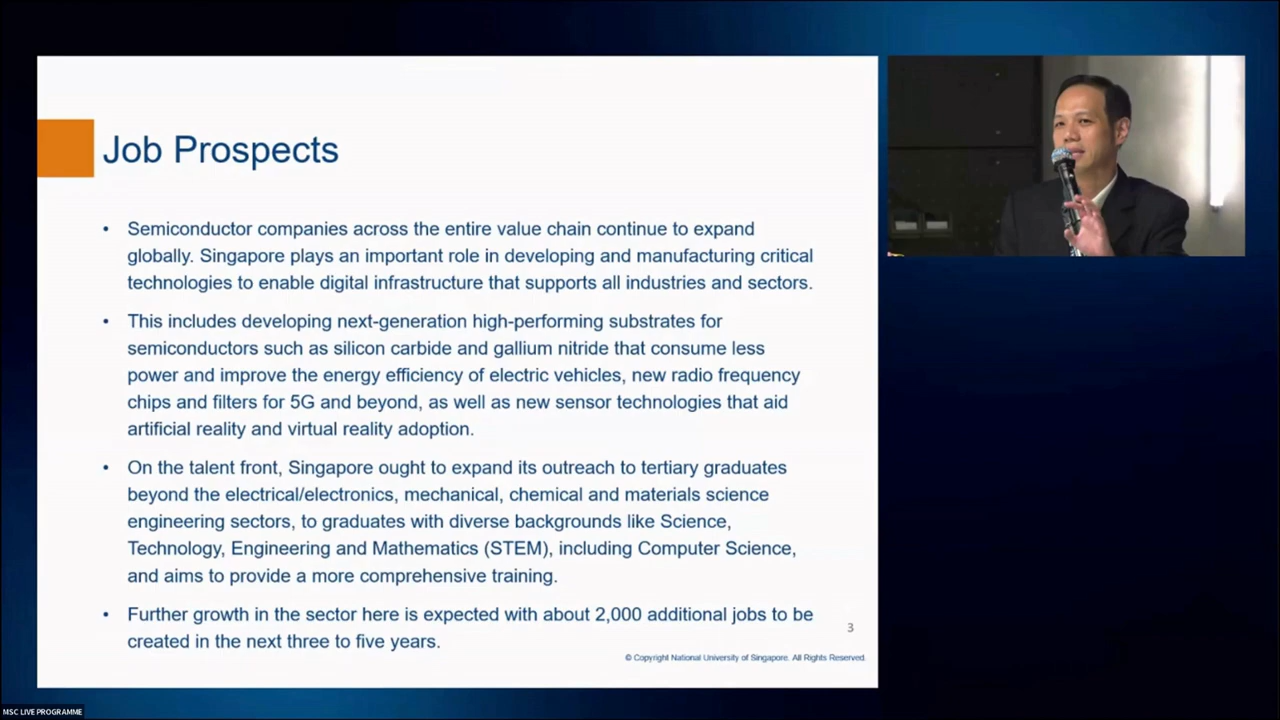 Job Prospects
• Semiconductor companies across the entire value chain continue to expand
globally. Singapore plays an important role in developing and manufacturing critical
technologies to enable digital infrastructure that supports all industries and sectors.
• This includes developing next-generation high-performing substrates for
semiconductors such as silicon carbide and gallium nitride that consume less
power and improve the energy efficiency of electric vehicles, new radio frequency
chips and filters for 5G and beyond, as well as new sensor technologies that aid
artificial reality and virtual reality adoption.
• On the talent front, Singapore ought to expand its outreach to tertiary graduates
beyond the electrical/electronics, mechanical, chemical and materials science
engineering sectors, to graduates with diverse backgrounds like Science,
Technology, Engineering and Mathematics (STEM), including Computer Science,
and aims to provide a more comprehensive training.
• Further growth in the sector here is expected with about 2,000 additional jobs to be
created in the next three to five years.
3
© Copyright National University of Singapore. All Rights Reserved.
MSC LIVE PROGRAMME